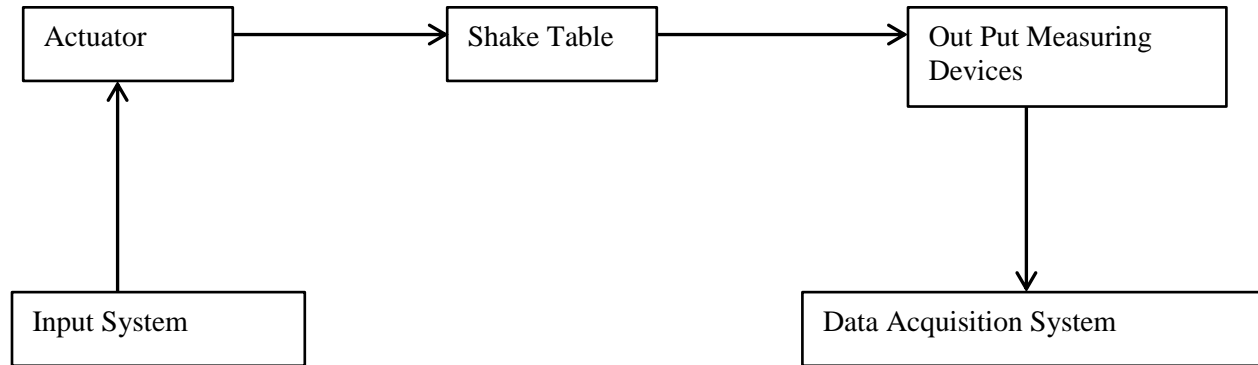 Actuator
Shake Table
Out Put Measuring
Devices
Input System
Data Acquisition System